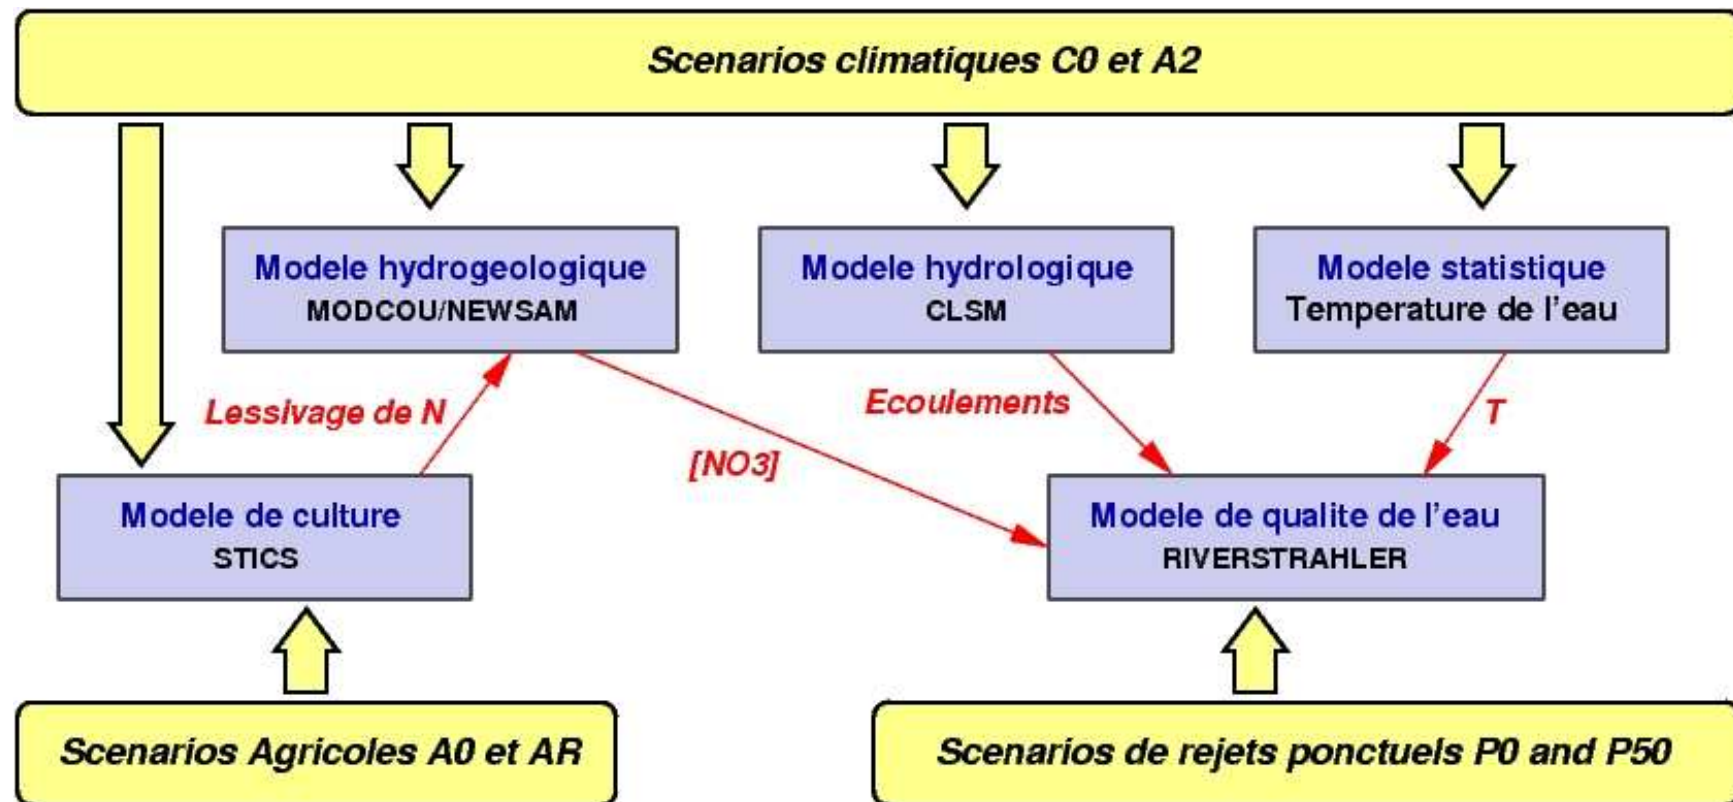 Scenarios climatiques C0 et A2
Modele hydrogeologique
MODCOU/NEWSAM
Modele hydrologique
CLSM
Modele statistique
Temperature de l'eau
Lessivage de N
[NO3]
Ecoulements
T
Modele de culture
STICS
Modele de qualite de l'eau
RIVERSTRAHLER
Scenarios Agricoles A0 et AR
Scenarios de rejets ponctuels P0 and P50